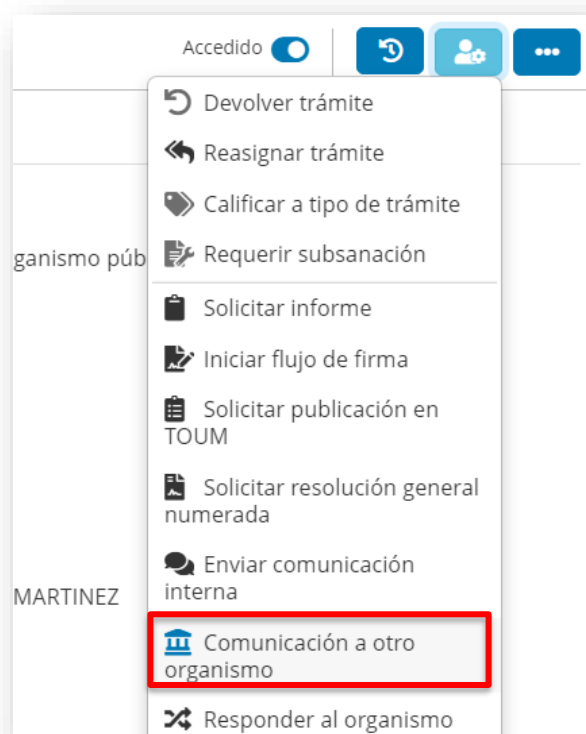 Accedido
Devolver trámite
Reasignar trámite
Calificar a tipo de trámite
ganismo púb
Requerir subsanación
Solicitar informe
Iniciar flujo de firma
Solicitar publicación en
TOUM
Solicitar resolución general
numerada
Enviar comunicación
interna
MARTINEZ
Comunicación a otro
organismo
Responder al organismo